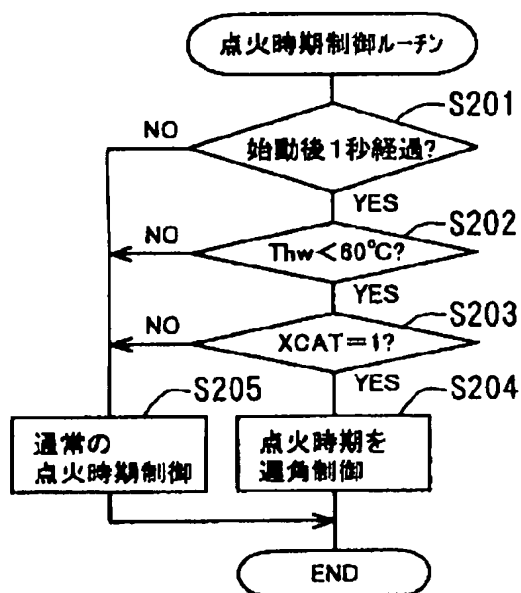 点火時期制御ルーチン
S201
NO
始動後1秒経過?
YES
S202
NO
Thw<60℃?
YES
S203
NO
XCAT=1?
YES
S205
S204
通常の
点火時期制御
点火時期を
遅角制御
END